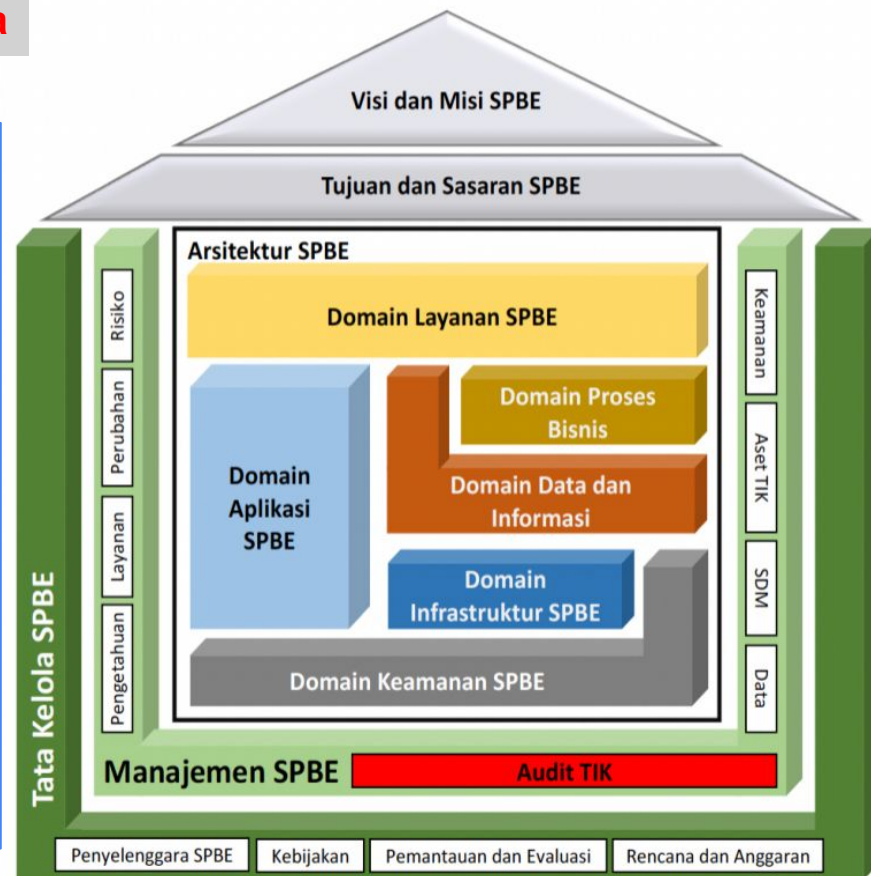 a
Visi dan Misi SPBE
Tujuan dan Sasaran SPBE
Arsitektur SPBE
Domain Layanan SPBE
Domain Proses
Bisnis
Domain
Aplikasi
SPBE
Domain Data dan
Informasi
Domain
Infrastruktur SPBE
Domain Keamanan SPBE
Risiko
Perubahan
Layanan
Pengetahuan
Keamanan
Aset TIK
SDM
Data
Manajemen SPBE
Audit TIK
Tata Kelola SPBE
Penyelenggara SPBE
Kebijakan
Pemantauan dan Evaluasi
Rencana dan Anggaran